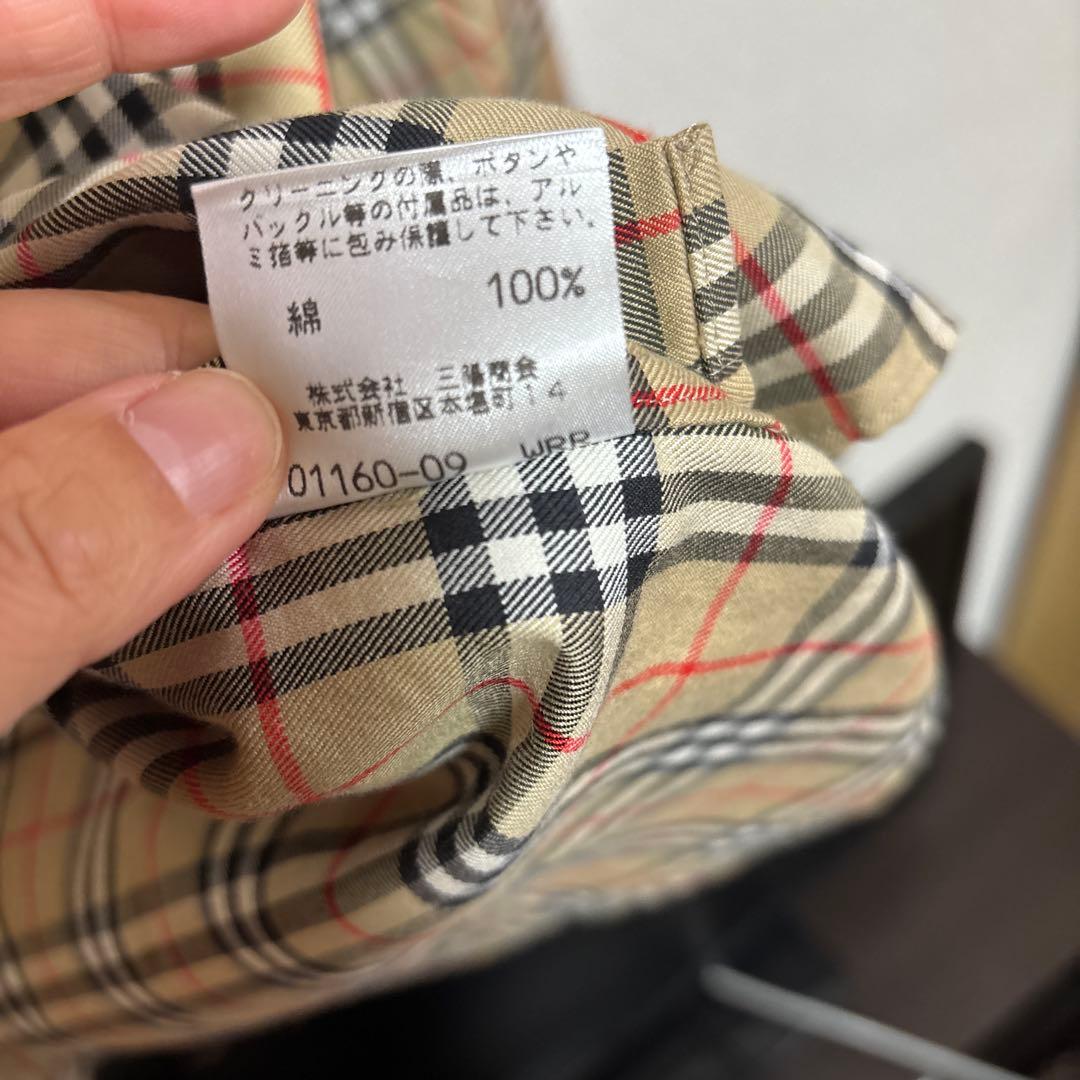 クリーニングの際、ボタンや
バックル等の付属品は、アル
ミ箔等に包み保護して下さい。
綿 100%
株式会社 三陽商会
東京都新宿区本塩町14
01160-09 WRR